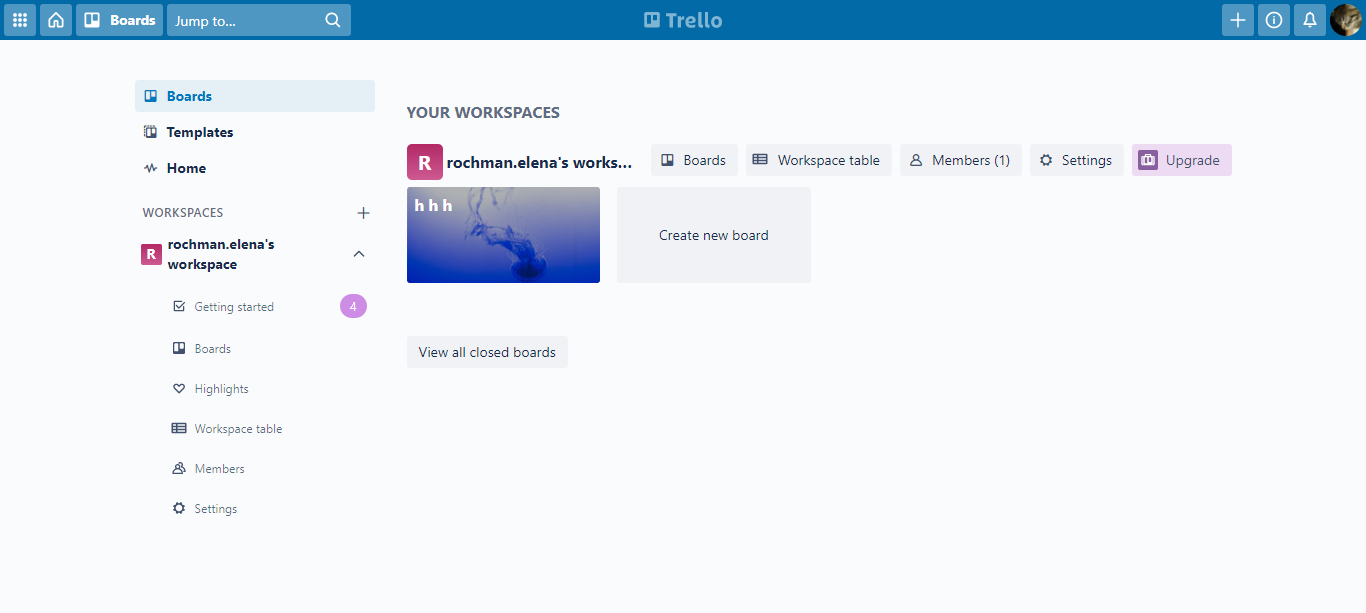 Boards
Jump to...
Trello
Boards
Templates
Home
WORKSPACES
R
rochman.elena's
workspace
Getting started
4
Boards
Highlights
Workspace table
Members
Settings
YOUR WORKSPACES
R
rochman.elena's works...
Boards
Workspace table
Members (1)
Settings
Upgrade
h h h
Create new board
View all closed boards